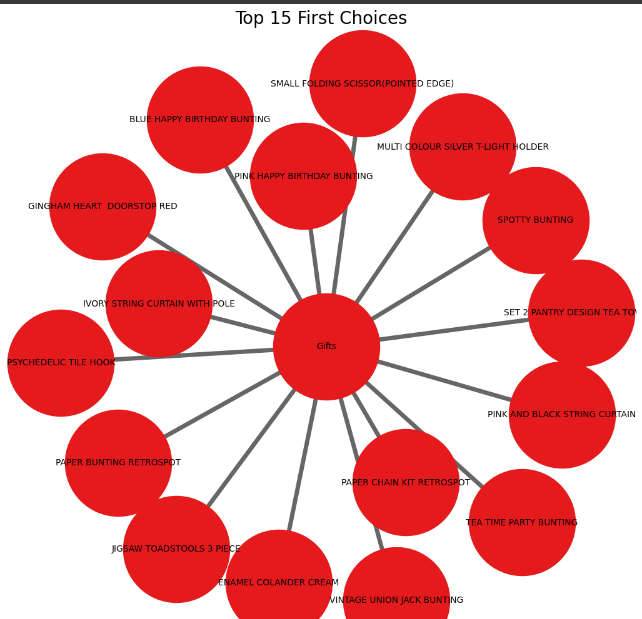 Top 15 First Choices
SMALL FOLDING SCISSOR(POINTED EDGE)
BLUE HAPPY BIRTHDAY BUNTING
MULTI COLOUR SILVER T-LIGHT HOLDER
PINK HAPPY BIRTHDAY BUNTING
GINGHAM HEART  DOORSTOP RED
SPOTTY BUNTING
IVORY STRING CURTAIN WITH POLE
SET 2 PANTRY DESIGN TEA
Gifts
PSYCHEDELIC TILE HOOK
PINK AND BLACK STRING CURTAIN
PAPER BUNTING RETROSPOT
PAPER CHAIN KIT RETROSPOT
TEA TIME PARTY BUNTING
JIGSAW TOADSTOOLS 3 PIECE
ENAMEL COLANDER CREAM
VINTAGE UNION JACK BUNTING